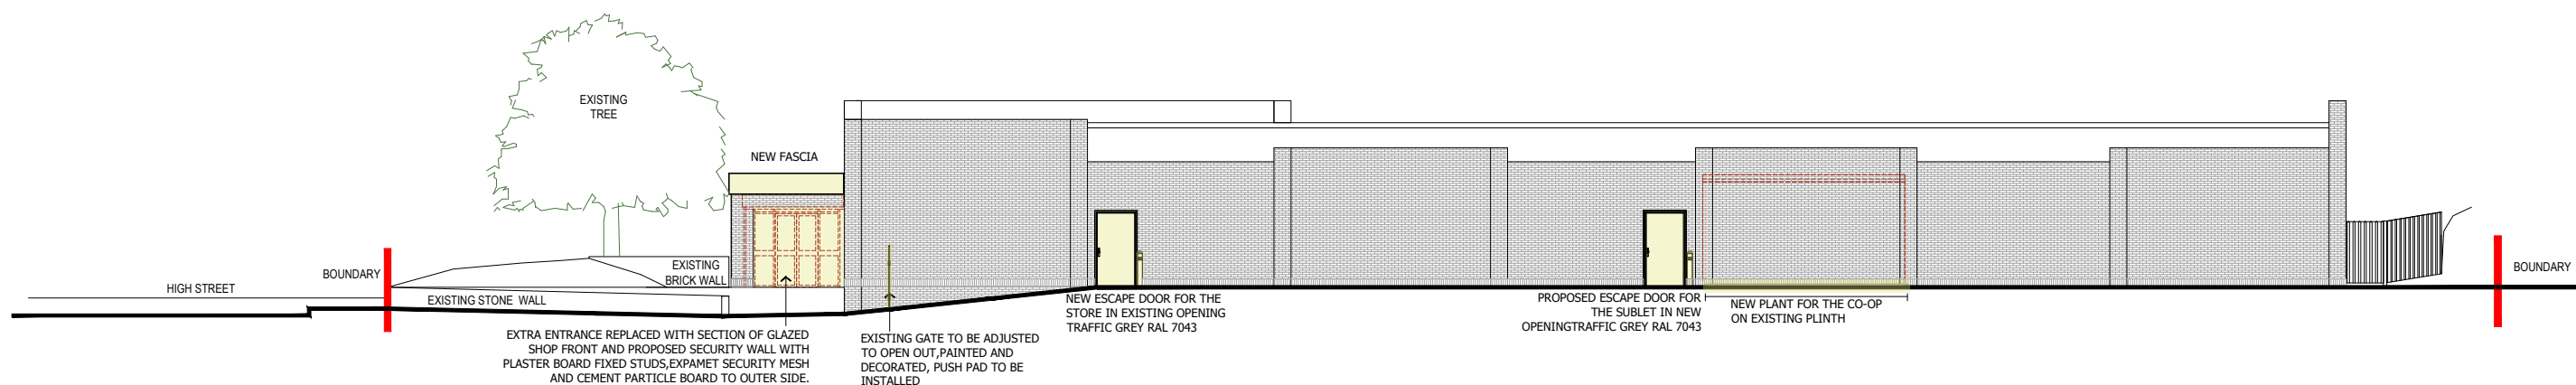 EXISTING
TREE
NEW FASCIA
BOUNDARY
HIGH STREET
EXISTING
BRICK WALL
EXISTING STONE WALL
EXTRA ENTRANCE REPLACED WITH SECTION OF GLAZED
SHOP FRONT AND PROPOSED SECURITY WALL WITH
PLASTER BOARD FIXED STUDS,EXPAMET SECURITY MESH
AND CEMENT PARTICLE BOARD TO OUTER SIDE.
EXISTING GATE TO BE ADJUSTED
TO OPEN OUT,PAINTED AND
DECORATED, PUSH PAD TO BE
INSTALLED
NEW ESCAPE DOOR FOR THE
STORE IN EXISTING OPENING
TRAFFIC GREY RAL 7043
PROPOSED ESCAPE DOOR FOR
THE SUBLET IN NEW
OPENINGTRAFFIC GREY RAL 7043
NEW PLANT FOR THE CO-OP
ON EXISTING PLINTH
BOUNDARY